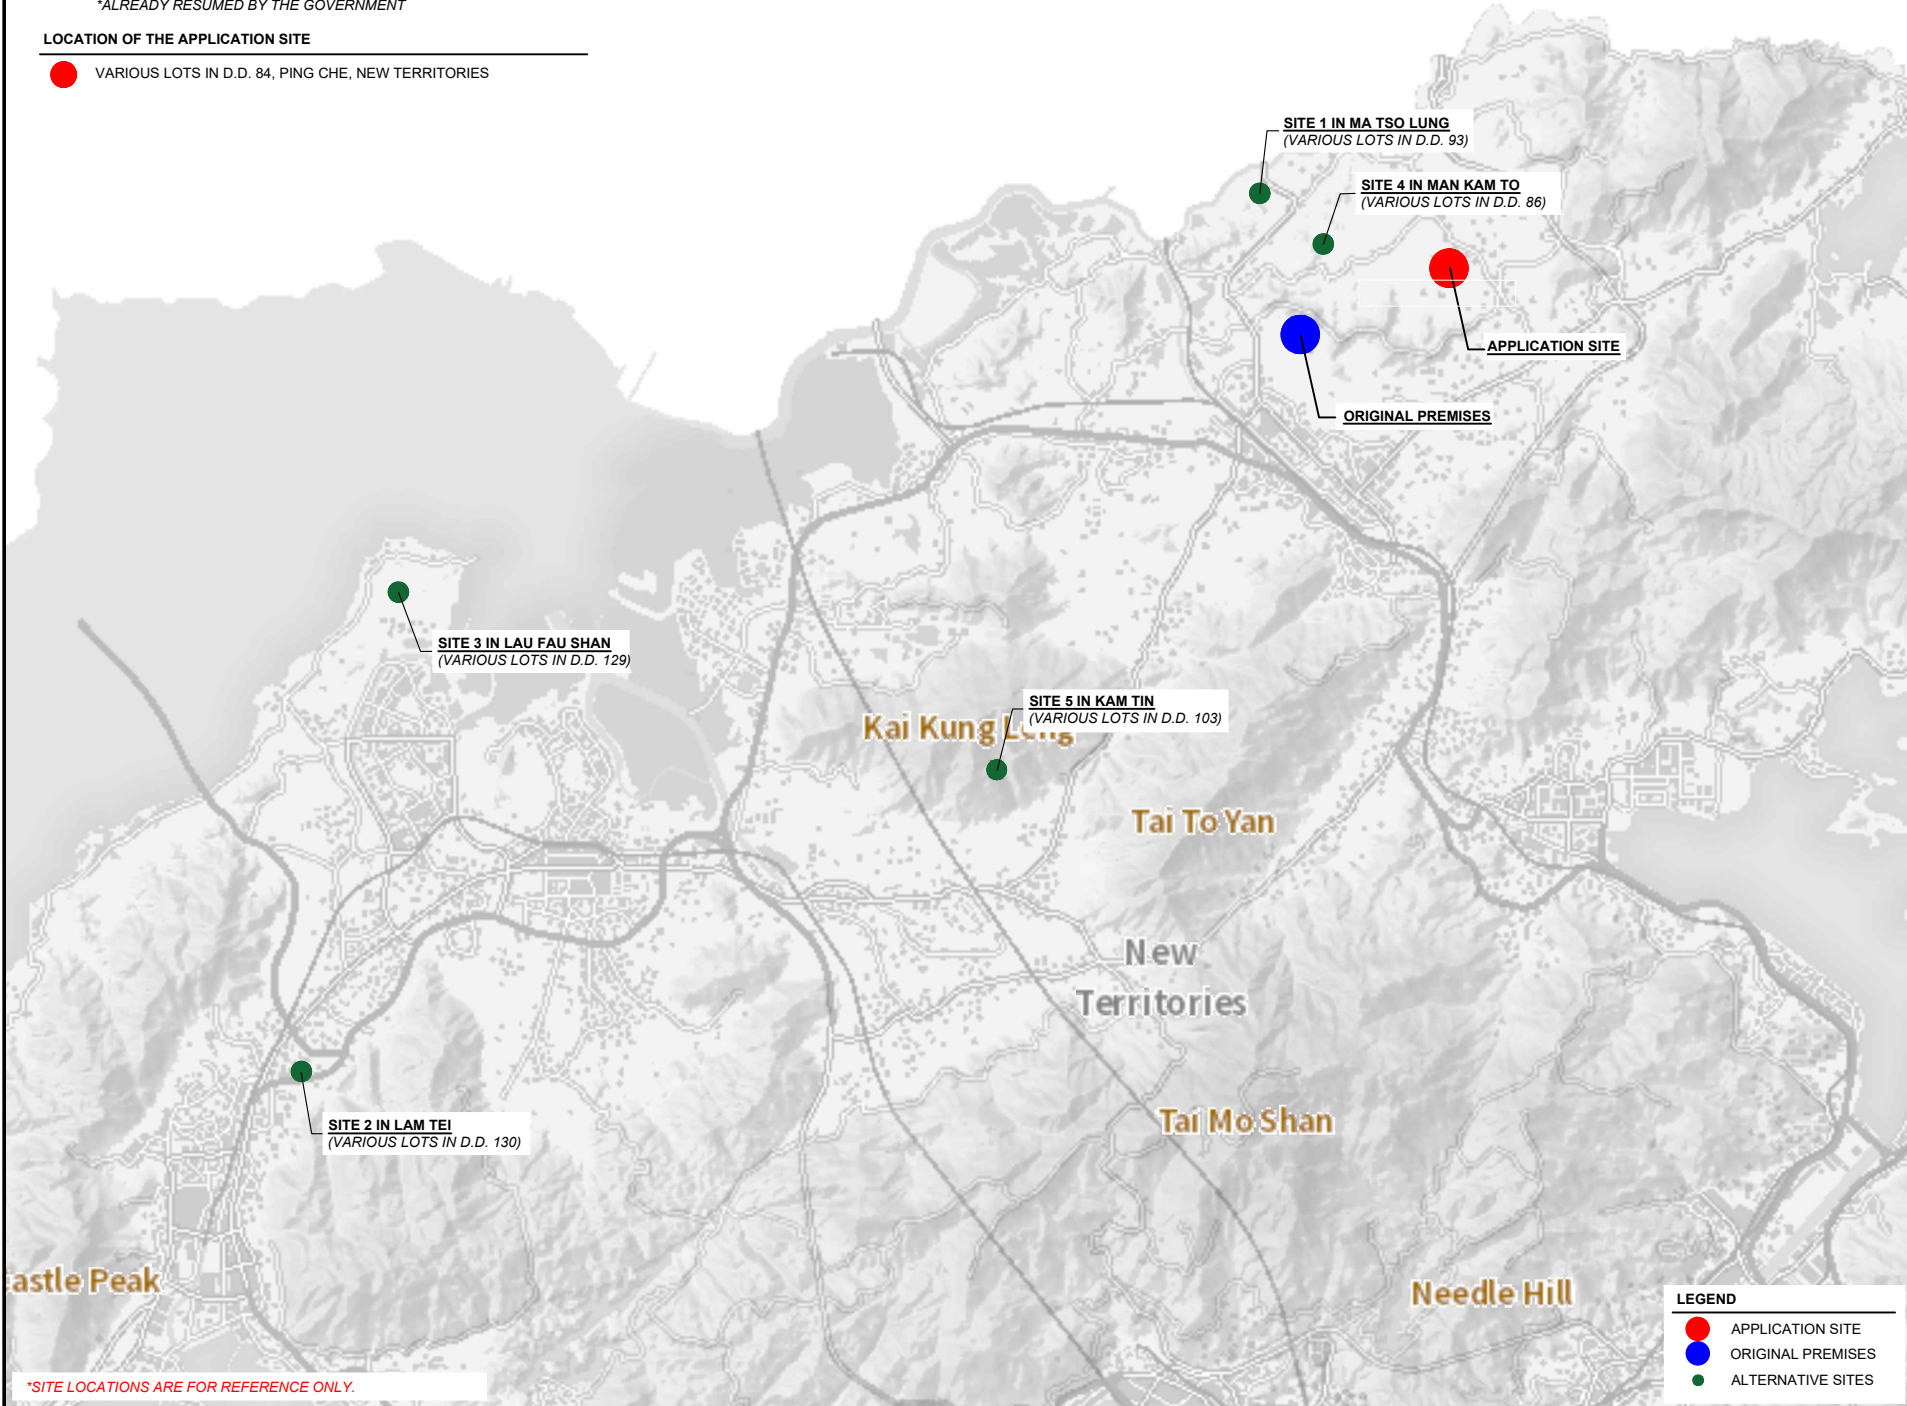 *ALREADY RESUMED BY THE GOVERNMENT
LOCATION OF THE APPLICATION SITE
VARIOUS LOTS IN D.D. 84, PING CHE, NEW TERRITORIES
SITE 1 IN MA TSO LUNG
(VARIOUS LOTS IN D.D. 93)
SITE 4 IN MAN KAM TO
(VARIOUS LOTS IN D.D. 86)
APPLICATION SITE
ORIGINAL PREMISES
SITE 3 IN LAU FAU SHAN
(VARIOUS LOTS IN D.D. 129)
SITE 5 IN KAM TIN
(VARIOUS LOTS IN D.D. 103)
Kai Kung Leng
Tai To Yan
New
Territories
SITE 2 IN LAM TEI
(VARIOUS LOTS IN D.D. 130)
Tai Mo Shan
astle Peak
Needle Hill
LEGEND
APPLICATION SITE
ORIGINAL PREMISES
ALTERNATIVE SITES
*SITE LOCATIONS ARE FOR REFERENCE ONLY.